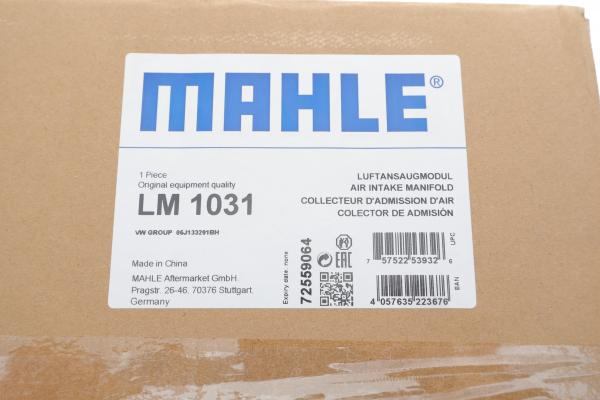 MAHLE®
1 Piece
Original equipment quality
LM 1031
VW GROUP 06J133201BH
LUFTANSAUGMODUL
AIR INTAKE MANIFOLD
COLLECTEUR D'ADMISSION D'AIR
COLECTOR DE ADMISIÓN
Made in China
MAHLE Aftermarket GmbH.
Pragstr. 26-46, 70376 Stuttgart
Germany
Expiry date: none
72559064
EAC
7 57522 53932 6
UPC
4 057635 223676
EAN